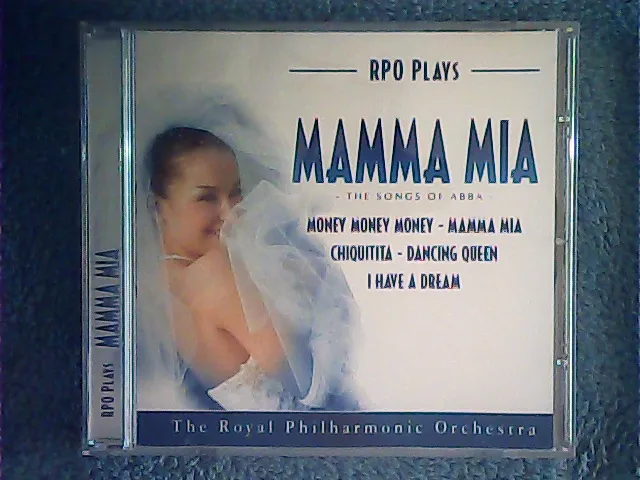 RPO PLAYS
MAMMA MIA
- THE SONGS OF ABBA -
MONEY MONEY MONEY - MAMMA MIA
CHIQUITITA - DANCING QUEEN
I HAVE A DREAM
The Royal Philharmonic Orchestra
RPO PLAYS MAMMA MIA